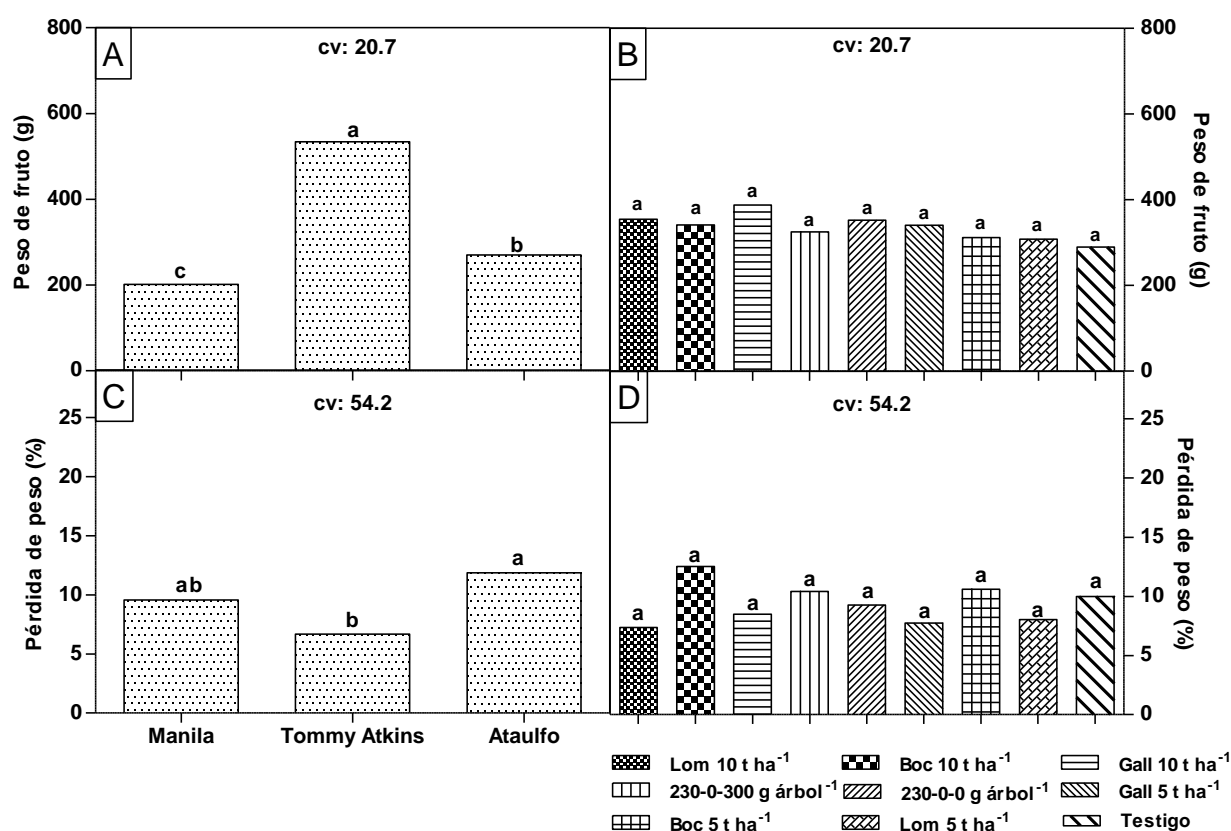 A
cv: 20.7
Peso de fruto (g)
800
600
400
200
0
c
a
b
B
cv: 20.7
a a a a a a a a a
800
600
400
200
0
Peso de fruto (g)
C
cv: 54.2
Pérdida de peso (%)
25
20
15
10
5
0
ab
b
a
Manila Tommy Atkins Ataulfo
D
cv: 54.2
a a a a a a a a a
25
20
15
10
5
0
Pérdida de peso (%)
Lom 10 t ha⁻¹ Boc 10 t ha⁻¹ Gall 10 t ha⁻¹
230-0-300 g árbol⁻¹ 230-0-0 g árbol⁻¹ Gall 5 t ha⁻¹
Boc 5 t ha⁻¹ Lom 5 t ha⁻¹ Testigo